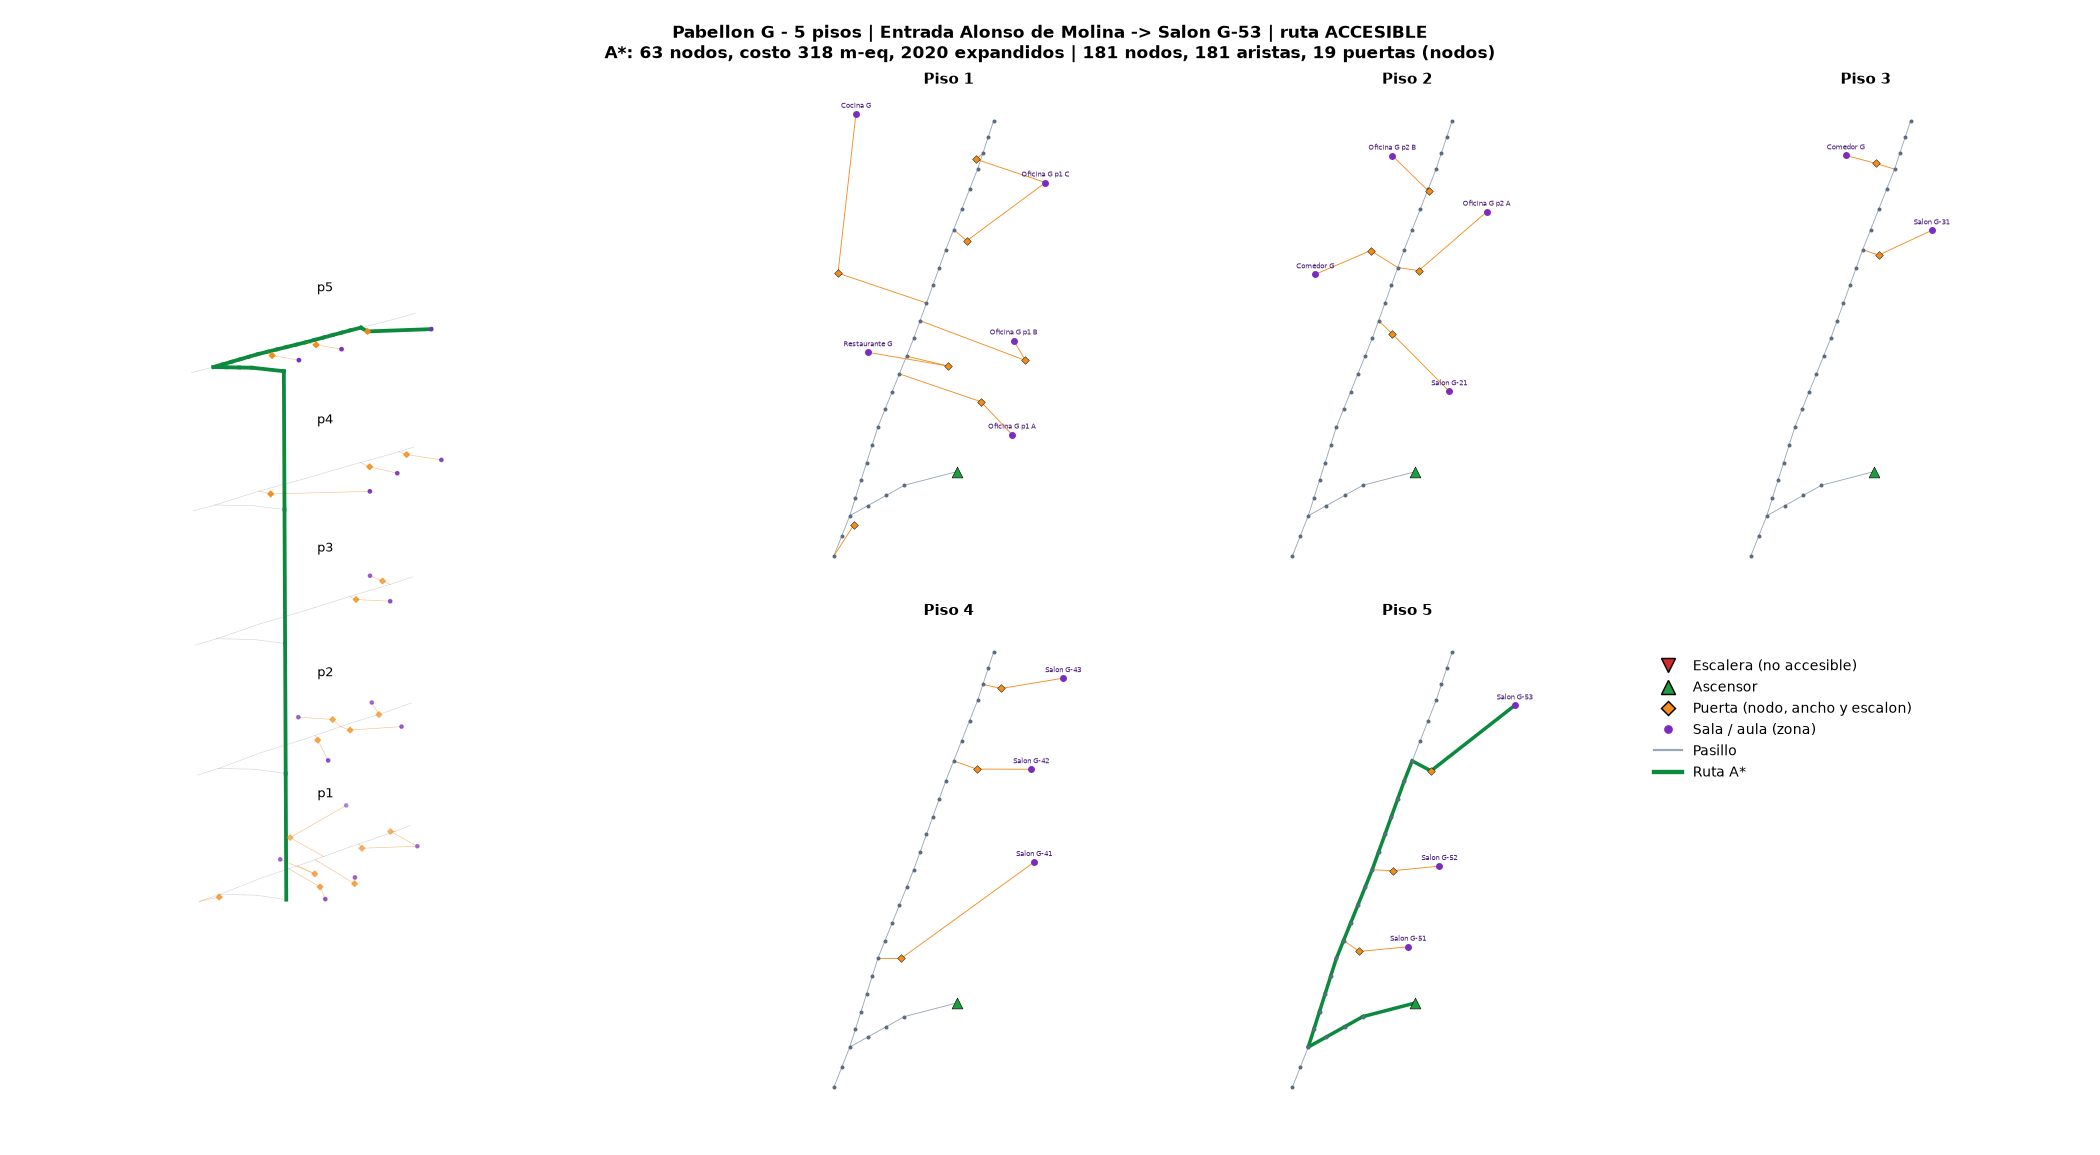 Pabellon G - 5 pisos | Entrada Alonso de Molina -> Salon G-53 | ruta ACCESIBLE
A*: 63 nodos, costo 318 m-eq, 2020 expandidos | 181 nodos, 181 aristas, 19 puertas (nodos)
p5
p4
p3
p2
p1
Piso 1
Cocina G
Oficina G p1 C
Oficina G p1 B
Restaurante G
Oficina G p1 A
Piso 2
Oficina G p2 B
Oficina G p2 A
Comedor G
Salon G-21
Piso 3
Comedor G
Salon G-31
Piso 4
Salon G-43
Salon G-42
Salon G-41
Piso 5
Salon G-53
Salon G-52
Salon G-51
Escalera (no accesible)
Ascensor
Puerta (nodo, ancho y escalon)
Sala / aula (zona)
Pasillo
Ruta A*